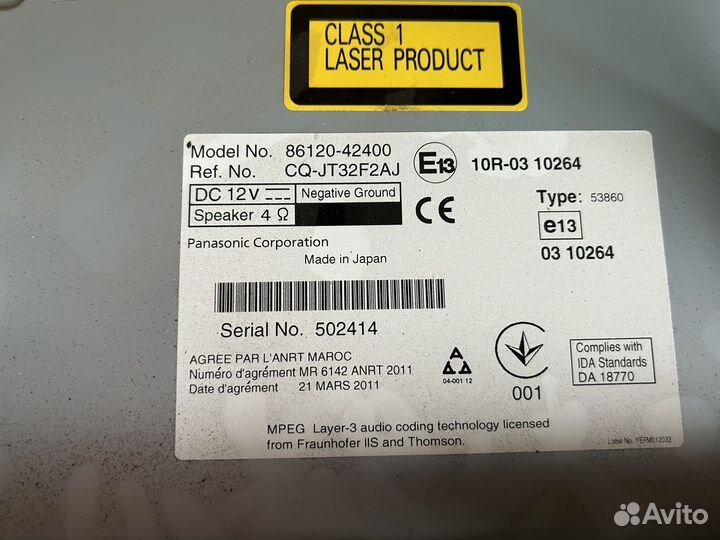 CLASS 1
LASER PRODUCT
Model No. 86120-42400
Ref. No. CQ-JT32F2AJ
E13 10R-03 10264
DC 12V Negative Ground
Speaker 4 Ω
CE
Type: 53860
e13
03 10264
Panasonic Corporation
Made in Japan
Serial No. 502414
AGREE PAR L'ANRT MAROC
Numéro d'agrément MR 6142 ANRT 2011
Date d'agrément 21 MARS 2011
04-001 12
001
Complies with
IDA Standards
DA 18770
MPEG Layer-3 audio coding technology licensed
from Fraunhofer IIS and Thomson.
Label No. YEFM012032
Avito